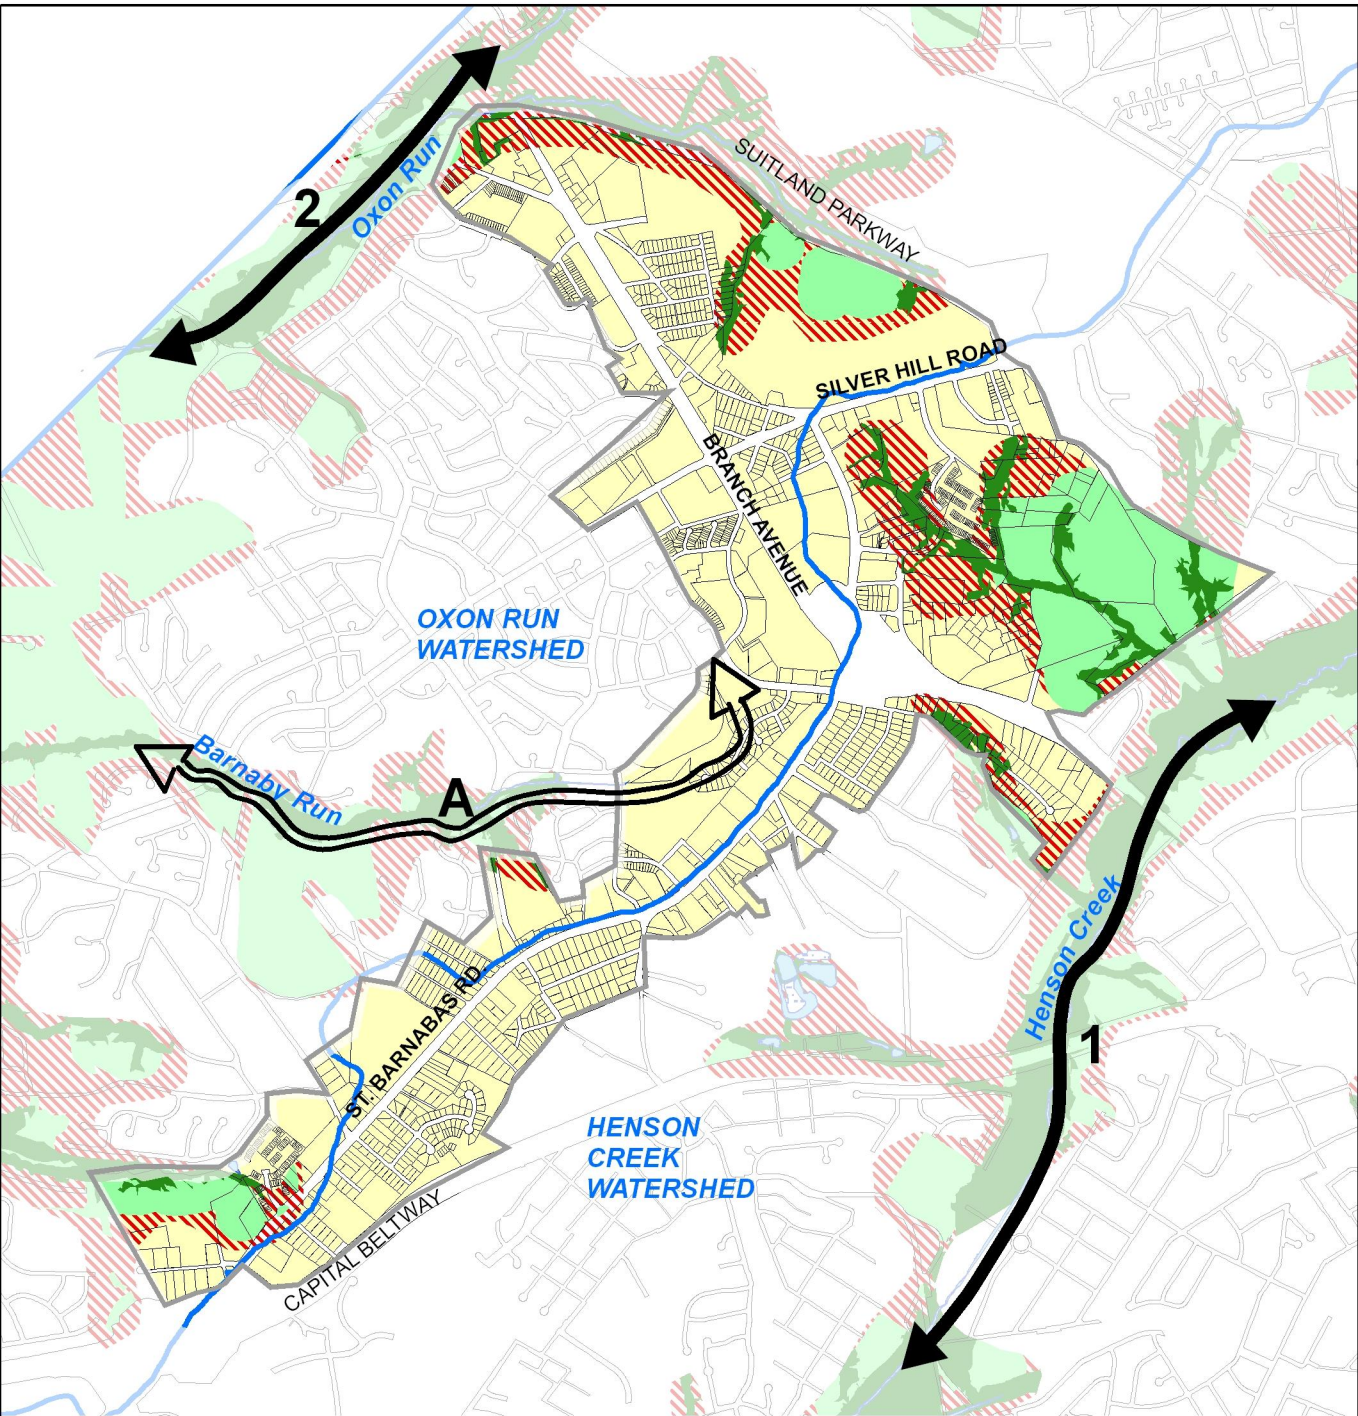 2
Oxon Run
SUITLAND PARKWAY
SILVER HILL ROAD
BRANCH AVENUE
OXON RUN
WATERSHED
Barnaby Run
A
Henson Creek
1
ST. BARNABAS RD.
HENSON
CREEK
WATERSHED
CAPITAL BELTWAY